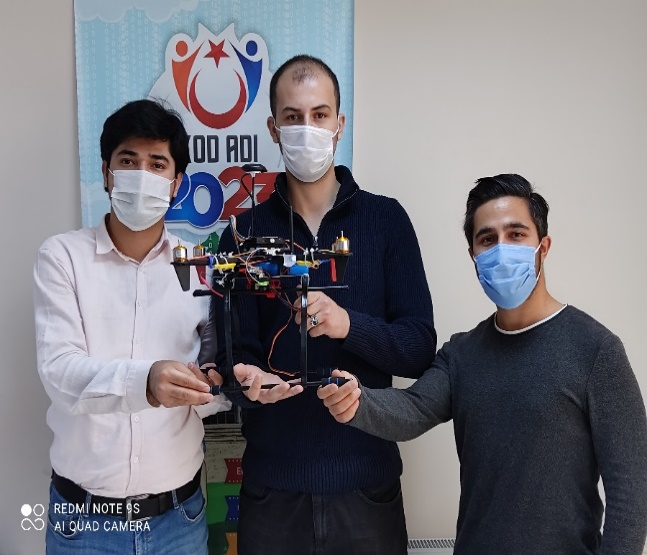 KOD ADI
2023
REDMI NOTE 9S
AI QUAD CAMERA